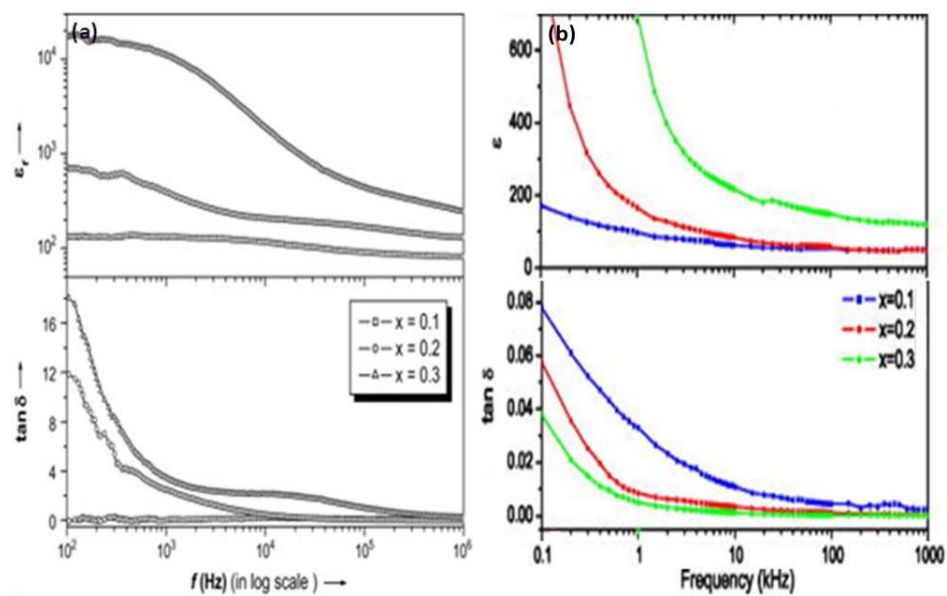 (a)
10⁴
10³
10²
εr
16
12
8
4
0
tan δ
x = 0.1
x = 0.2
x = 0.3
10² 10³ 10⁴ 10⁵ 10⁶
f (Hz) (in log scale )
(b)
600
400
200
0
ε
0.08
0.06
0.04
0.02
0.00
tan δ
x=0.1
x=0.2
x=0.3
0.1 1 10 100 1000
Frequency (kHz)